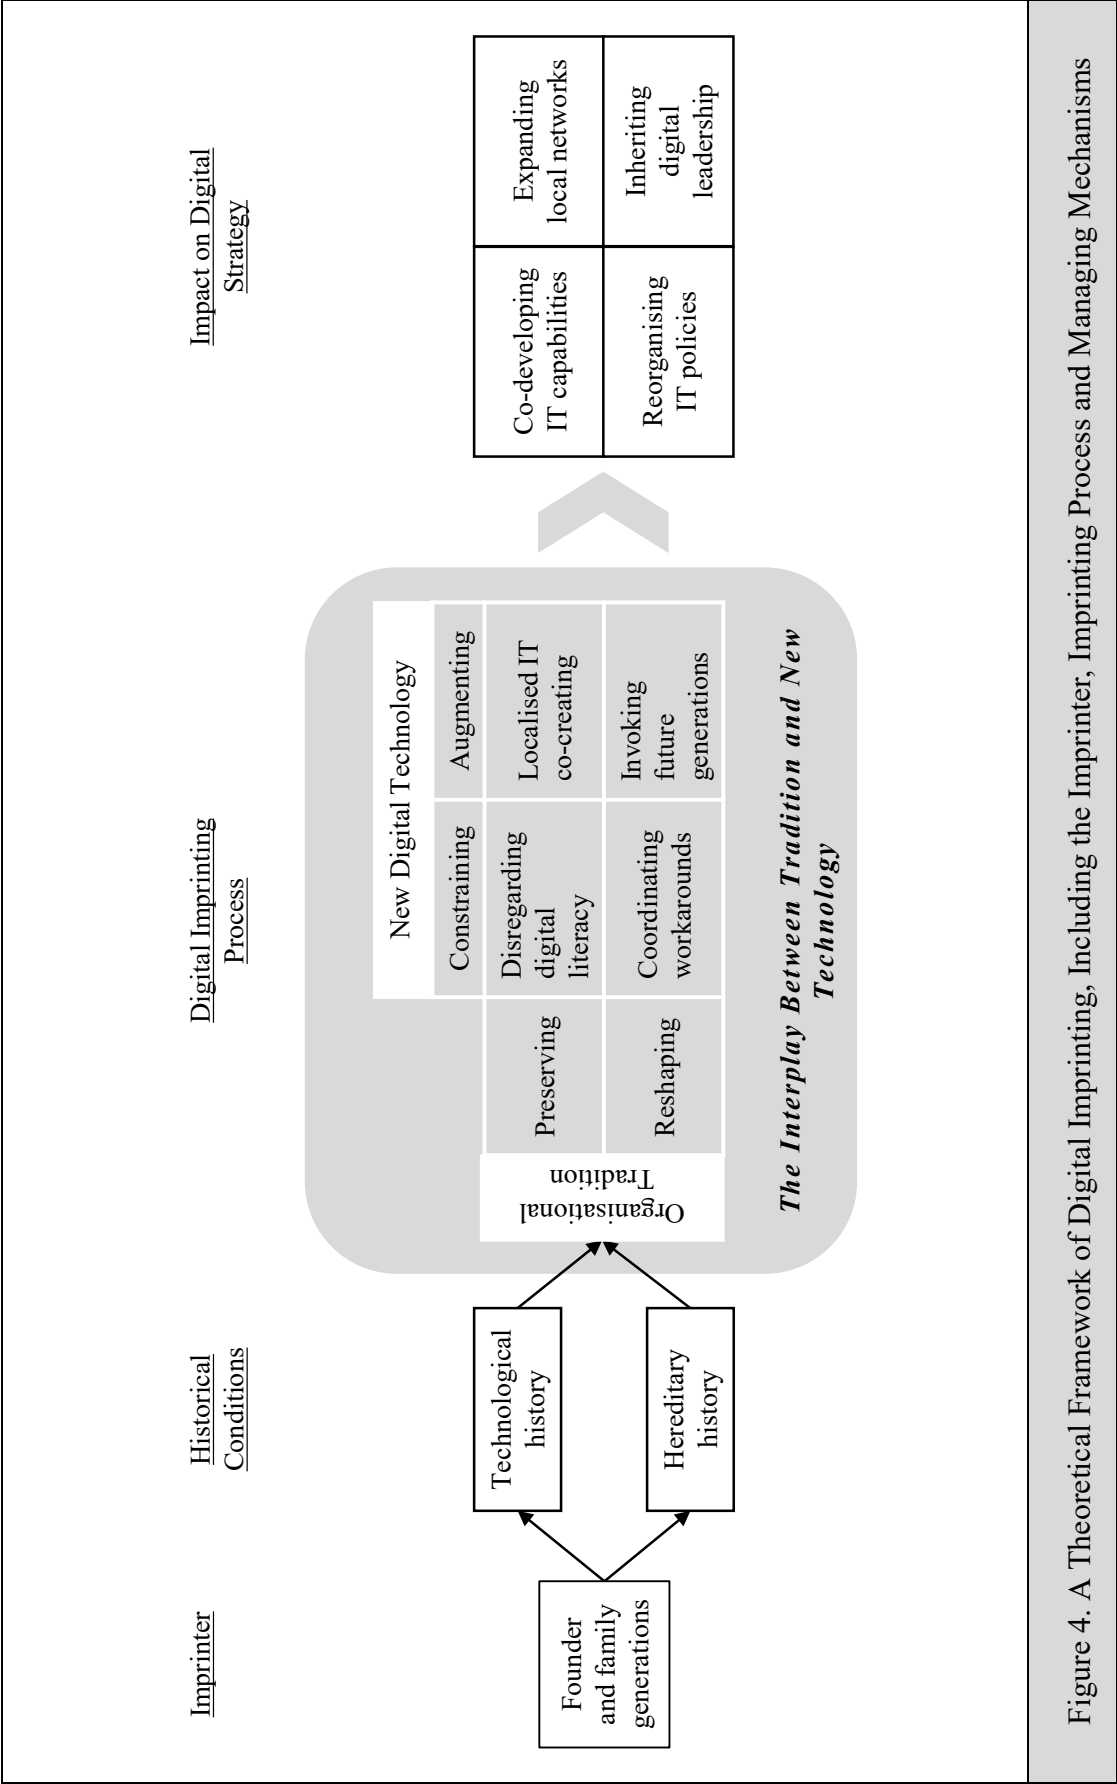 Imprinter
Historical
Conditions
Digital Imprinting
Process
Impact on Digital
Strategy
Founder
and family
generations
Technological
history
Hereditary
history
Organisational
Tradition
New Digital Technology
Constraining
Augmenting
Preserving
Disregarding
digital
literacy
Localised IT
co-creating
Reshaping
Coordinating
workarounds
Invoking
future
generations
The Interplay Between Tradition and New
Technology
Co-developing
IT capabilities
Expanding
local networks
Reorganising
IT policies
Inheriting
digital
leadership
Figure 4. A Theoretical Framework of Digital Imprinting, Including the Imprinter, Imprinting Process and Managing Mechanisms